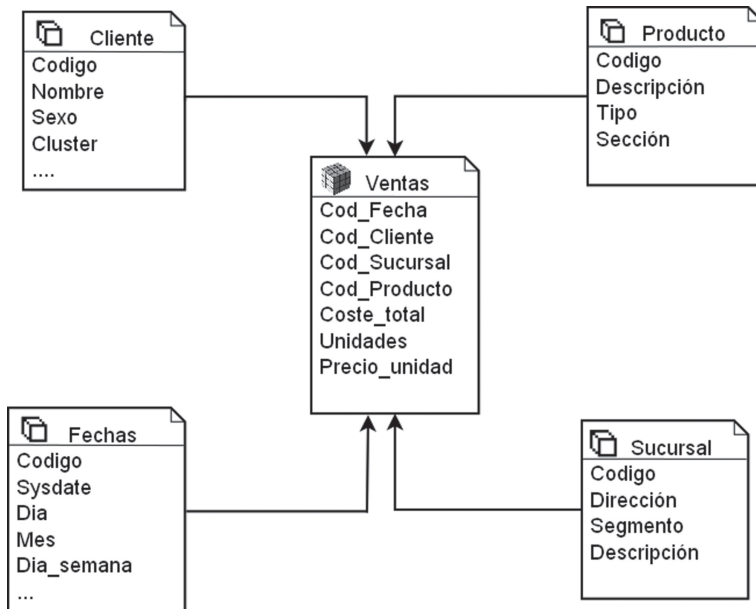 Cliente
Codigo
Nombre
Sexo
Cluster
....
Producto
Codigo
Descripción
Tipo
Sección
Ventas
Cod_Fecha
Cod_Cliente
Cod_Sucursal
Cod_Producto
Coste_total
Unidades
Precio_unidad
Fechas
Codigo
Sysdate
Dia
Mes
Dia_semana
...
Sucursal
Codigo
Dirección
Segmento
Descripción